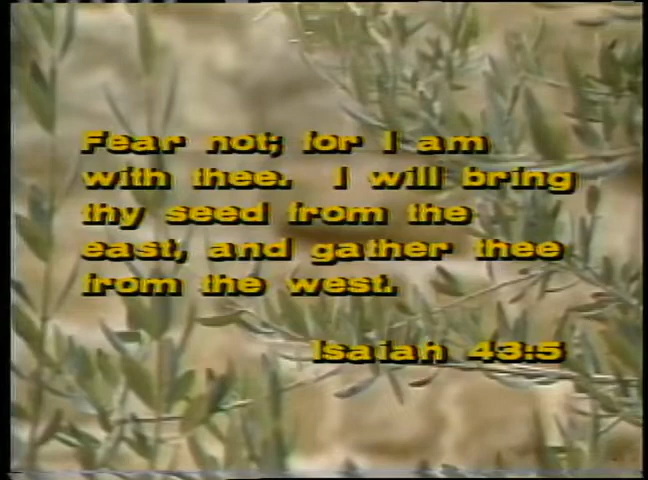 Fear not; for I am
with thee. I will bring
thy seed from the
east, and gather thee
from the west.
Isaiah 43:5